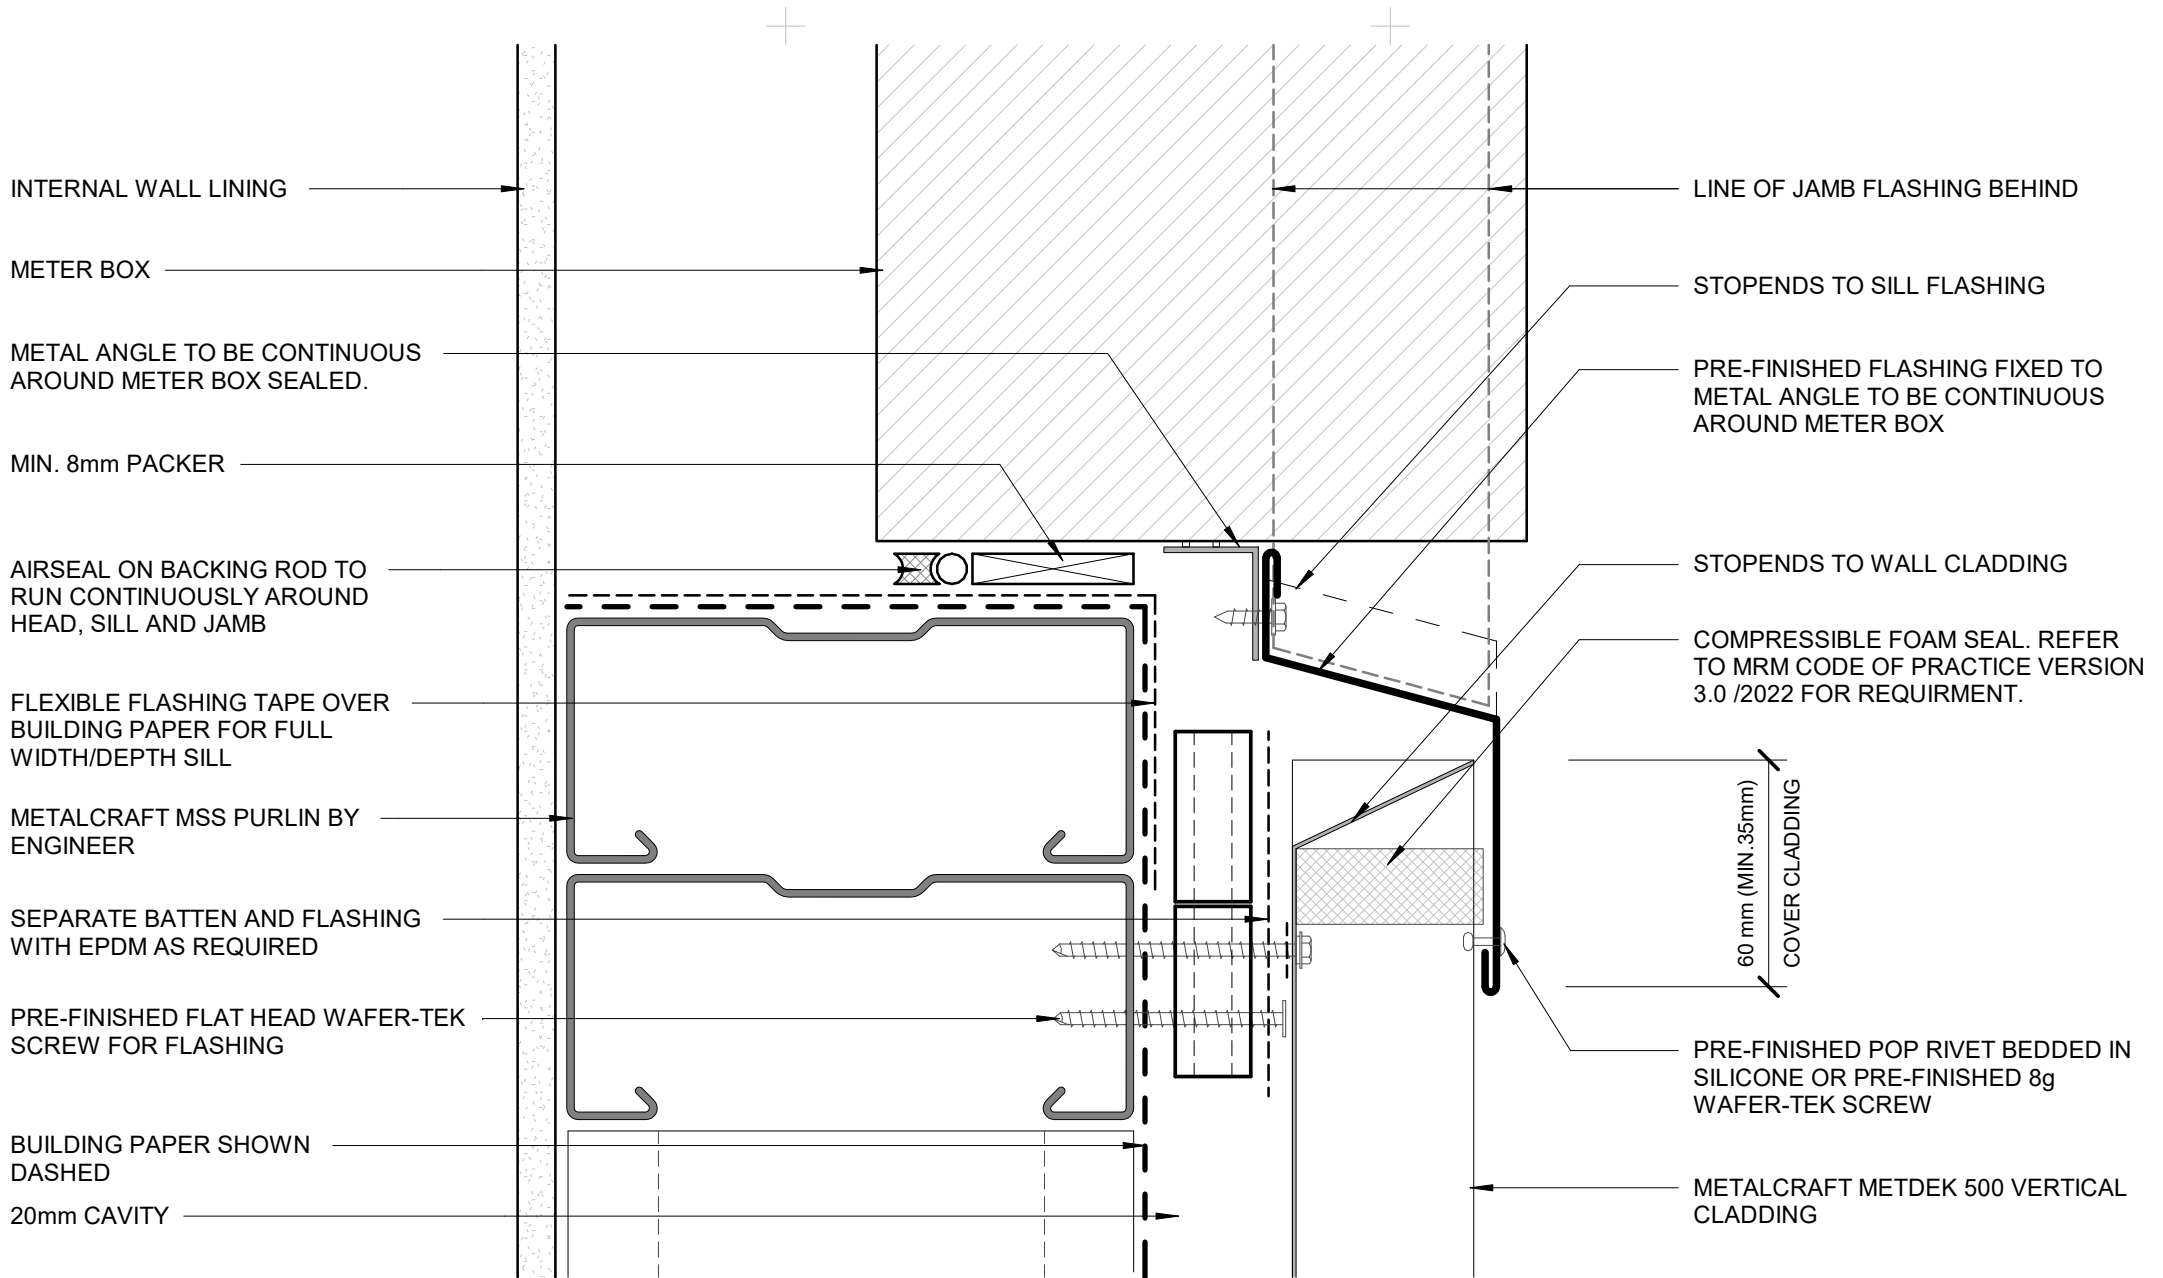 INTERNAL WALL LINING
METER BOX
METAL ANGLE TO BE CONTINUOUS
AROUND METER BOX SEALED.
MIN. 8mm PACKER
AIRSEAL ON BACKING ROD TO
RUN CONTINUOUSLY AROUND
HEAD, SILL AND JAMB
FLEXIBLE FLASHING TAPE OVER
BUILDING PAPER FOR FULL
WIDTH/DEPTH SILL
METALCRAFT MSS PURLIN BY
ENGINEER
SEPARATE BATTEN AND FLASHING
WITH EPDM AS REQUIRED
PRE-FINISHED FLAT HEAD WAFER-TEK
SCREW FOR FLASHING
BUILDING PAPER SHOWN
DASHED
20mm CAVITY
LINE OF JAMB FLASHING BEHIND
STOPENDS TO SILL FLASHING
PRE-FINISHED FLASHING FIXED TO
METAL ANGLE TO BE CONTINUOUS
AROUND METER BOX
STOPENDS TO WALL CLADDING
COMPRESSIBLE FOAM SEAL. REFER
TO MRM CODE OF PRACTICE VERSION
3.0 /2022 FOR REQUIRMENT.
60 mm (MIN.35mm)
COVER CLADDING
PRE-FINISHED POP RIVET BEDDED IN
SILICONE OR PRE-FINISHED 8g
WAFER-TEK SCREW
METALCRAFT METDEK 500 VERTICAL
CLADDING